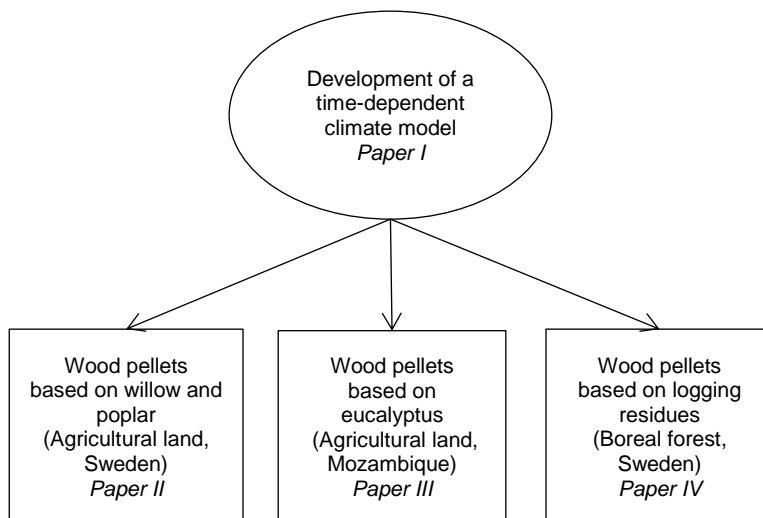 Development of a
time-dependent
climate model
Paper I
Wood pellets
based on willow and
poplar
(Agricultural land,
Sweden)
Paper II
Wood pellets
based on
eucalyptus
(Agricultural land,
Mozambique)
Paper III
Wood pellets
based on logging
residues
(Boreal forest,
Sweden)
Paper IV